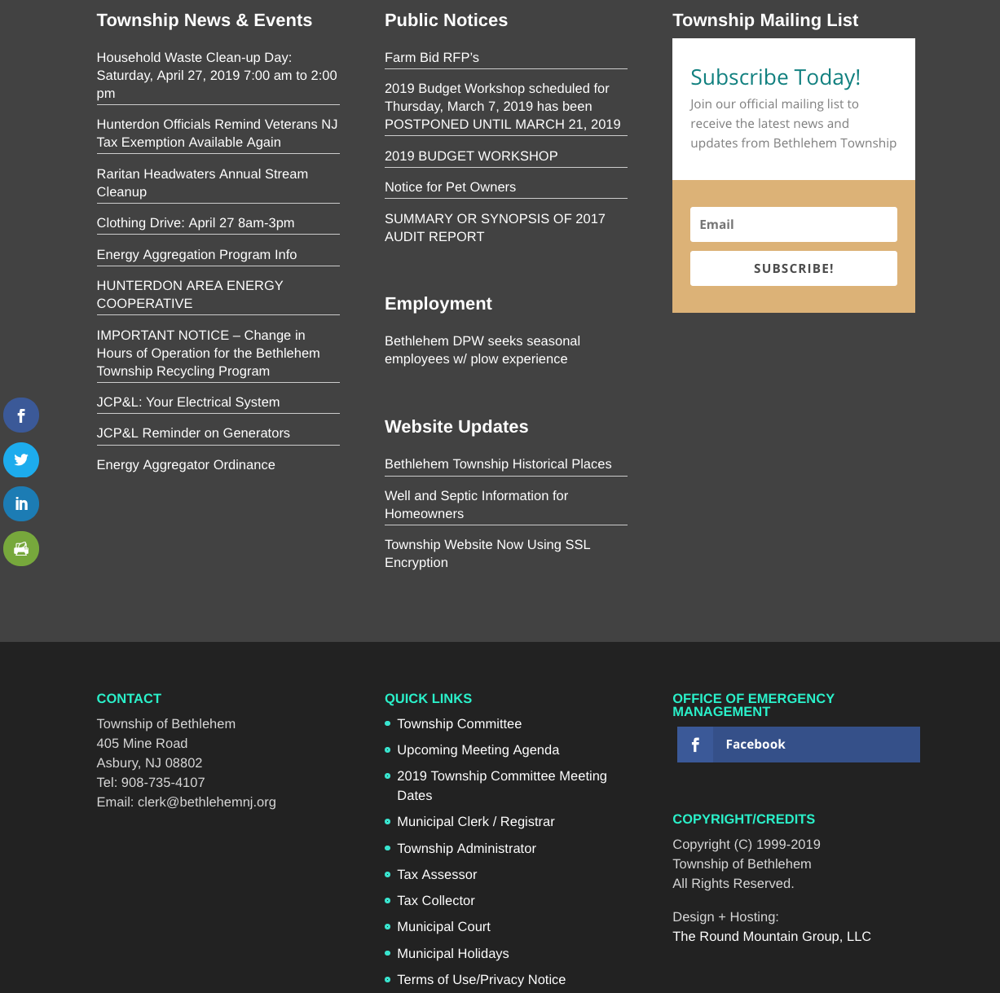 Township News & Events
Household Waste Clean-up Day:
Saturday, April 27, 2019 7:00 am to 2:00
pm
Hunterdon Officials Remind Veterans NJ
Tax Exemption Available Again
Raritan Headwaters Annual Stream
Cleanup
Clothing Drive: April 27 8am-3pm
Energy Aggregation Program Info
HUNTERDON AREA ENERGY
COOPERATIVE
IMPORTANT NOTICE – Change in
Hours of Operation for the Bethlehem
Township Recycling Program
JCP&L: Your Electrical System
JCP&L Reminder on Generators
Energy Aggregator Ordinance
Public Notices
Farm Bid RFP’s
2019 Budget Workshop scheduled for
Thursday, March 7, 2019 has been
POSTPONED UNTIL MARCH 21, 2019
2019 BUDGET WORKSHOP
Notice for Pet Owners
SUMMARY OR SYNOPSIS OF 2017
AUDIT REPORT
Employment
Bethlehem DPW seeks seasonal
employees w/ plow experience
Website Updates
Bethlehem Township Historical Places
Well and Septic Information for
Homeowners
Township Website Now Using SSL
Encryption
Township Mailing List
Subscribe Today!
Join our official mailing list to
receive the latest news and
updates from Bethlehem Township
Email
SUBSCRIBE!
CONTACT
Township of Bethlehem
405 Mine Road
Asbury, NJ 08802
Tel: 908-735-4107
Email: clerk@bethlehemnj.org
QUICK LINKS
Township Committee
Upcoming Meeting Agenda
2019 Township Committee Meeting
Dates
Municipal Clerk / Registrar
Township Administrator
Tax Assessor
Tax Collector
Municipal Court
Municipal Holidays
Terms of Use/Privacy Notice
OFFICE OF EMERGENCY
MANAGEMENT
Facebook
COPYRIGHT/CREDITS
Copyright (C) 1999-2019
Township of Bethlehem
All Rights Reserved.
Design + Hosting:
The Round Mountain Group, LLC